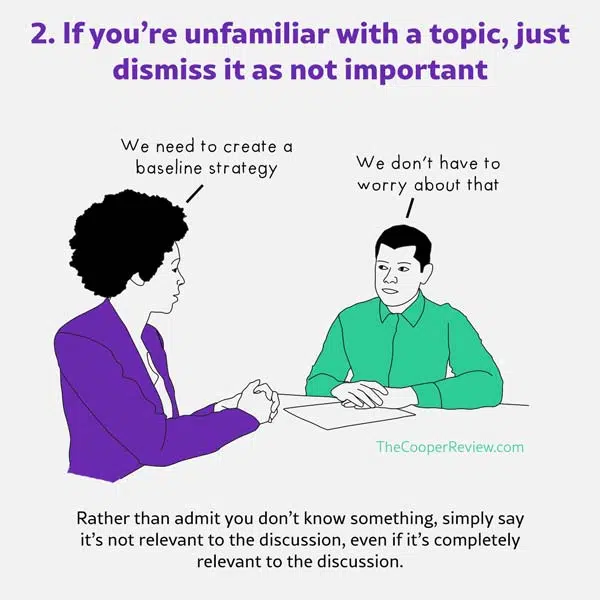 2. If you're unfamiliar with a topic, just
dismiss it as not important
We need to create a
baseline strategy
We don't have to
worry about that
TheCooperReview.com
Rather than admit you don't know something, simply say
it's not relevant to the discussion, even if it's completely
relevant to the discussion.